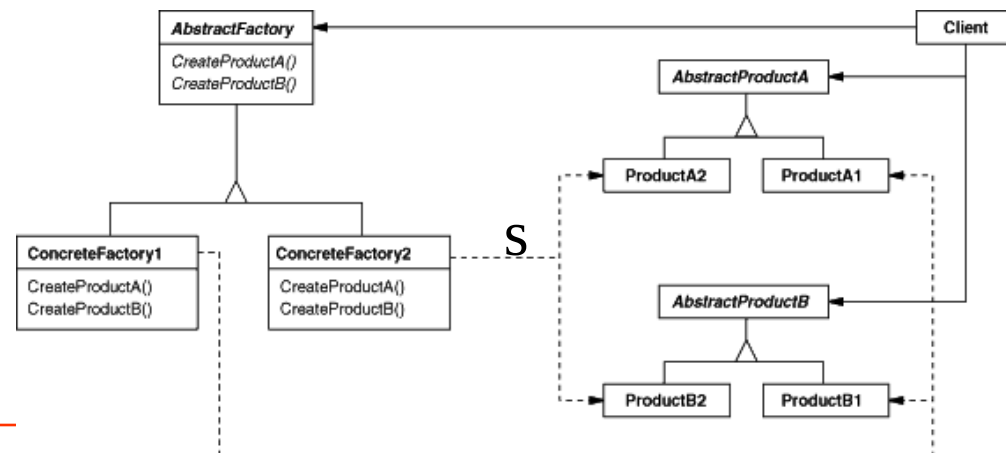 AbstractFactory
CreateProductA()
CreateProductB()
Client
AbstractProductA
ProductA2
ProductA1
ConcreteFactory1
CreateProductA()
CreateProductB()
ConcreteFactory2
CreateProductA()
CreateProductB()
S
AbstractProductB
ProductB2
ProductB1